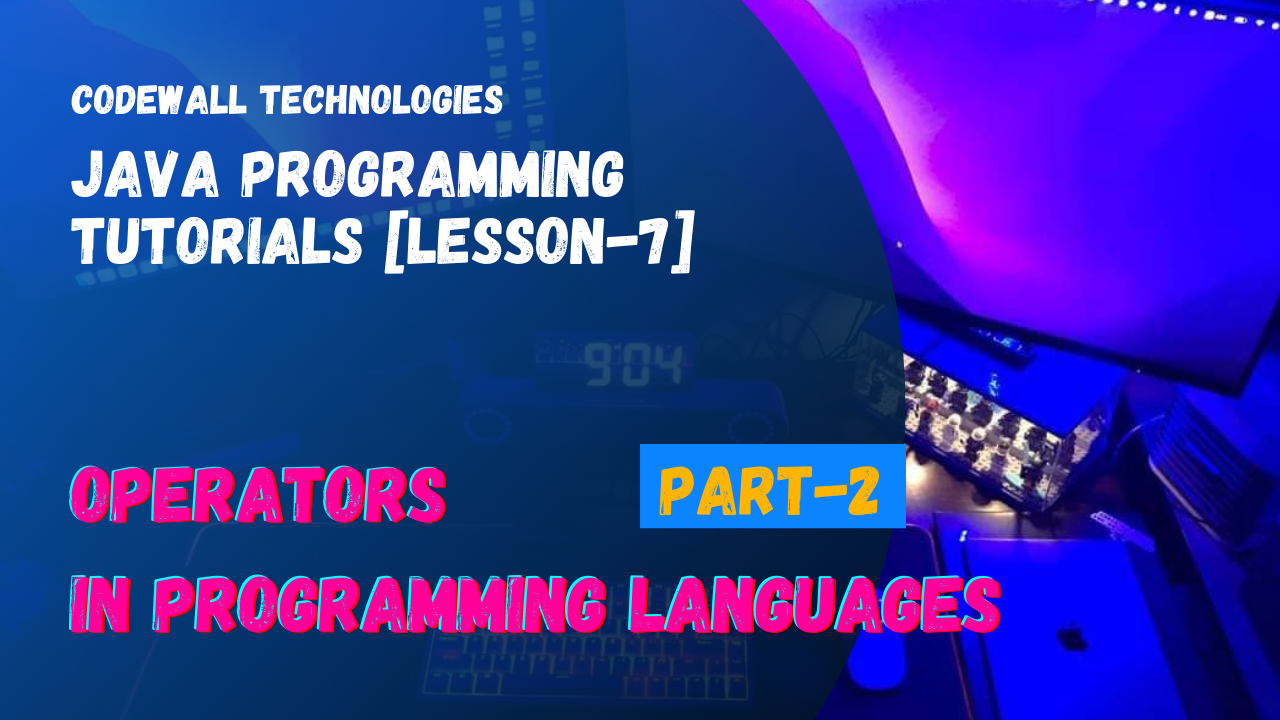 CODEWALL TECHNOLOGIES
JAVA PROGRAMMING
TUTORIALS [LESSON-7]
9:04
OPERATORS
PART-2
IN PROGRAMMING LANGUAGES